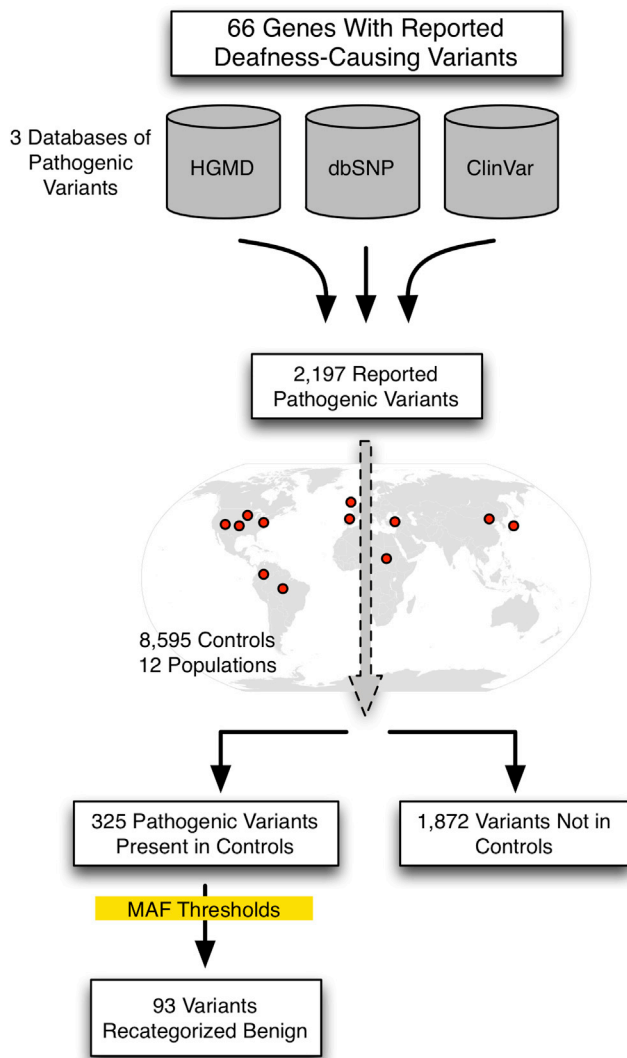 66 Genes With Reported
Deafness-Causing Variants
3 Databases of
Pathogenic
Variants
HGMD
dbSNP
ClinVar
2,197 Reported
Pathogenic Variants
8,595 Controls
12 Populations
325 Pathogenic Variants
Present in Controls
1,872 Variants Not in
Controls
MAF Thresholds
93 Variants
Recategorized Benign